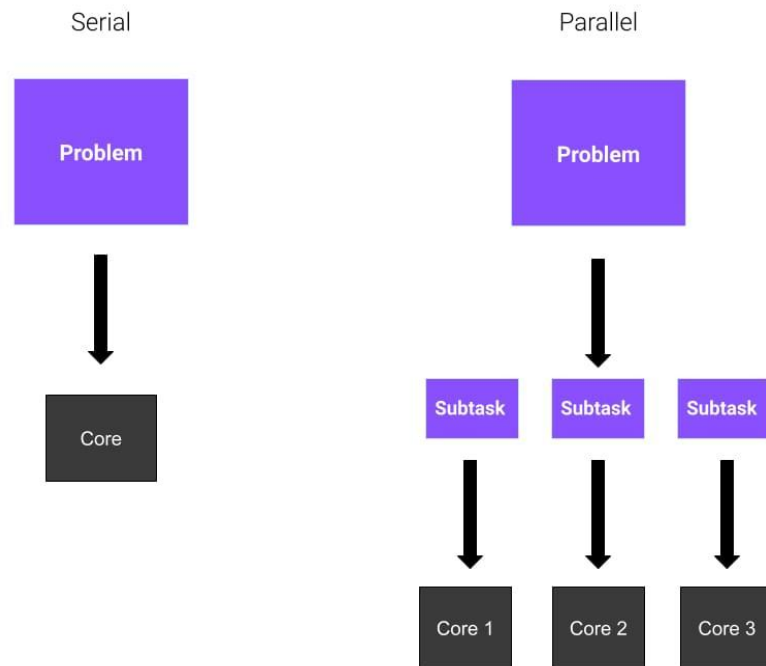 Serial
Parallel
Problem
Problem
Subtask
Subtask
Subtask
Core
Core 1
Core 2
Core 3